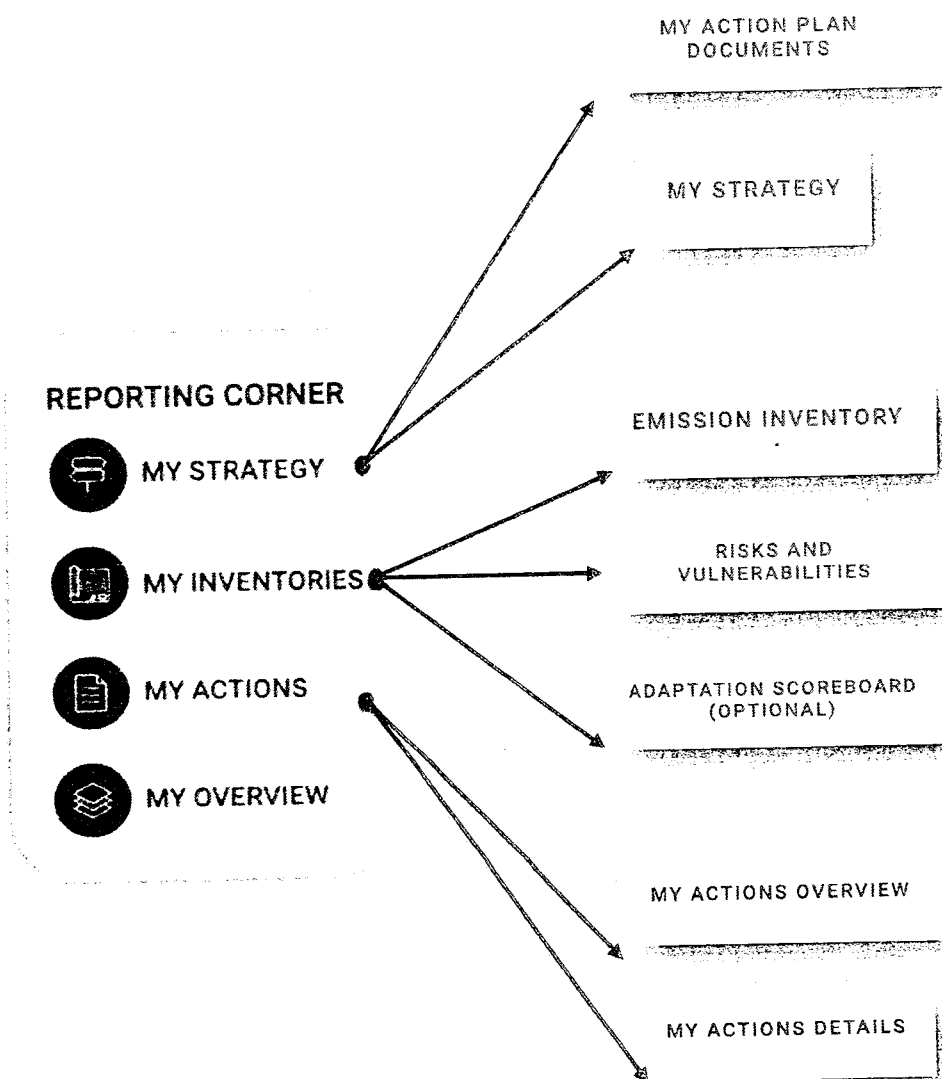 MY ACTION PLAN
DOCUMENTS
MY STRATEGY
REPORTING CORNER
MY STRATEGY
MY INVENTORIES
MY ACTIONS
MY OVERVIEW
EMISSION INVENTORY
RISKS AND
VULNERABILITIES
ADAPTATION SCOREBOARD
(OPTIONAL)
MY ACTIONS OVERVIEW
MY ACTIONS DETAILS